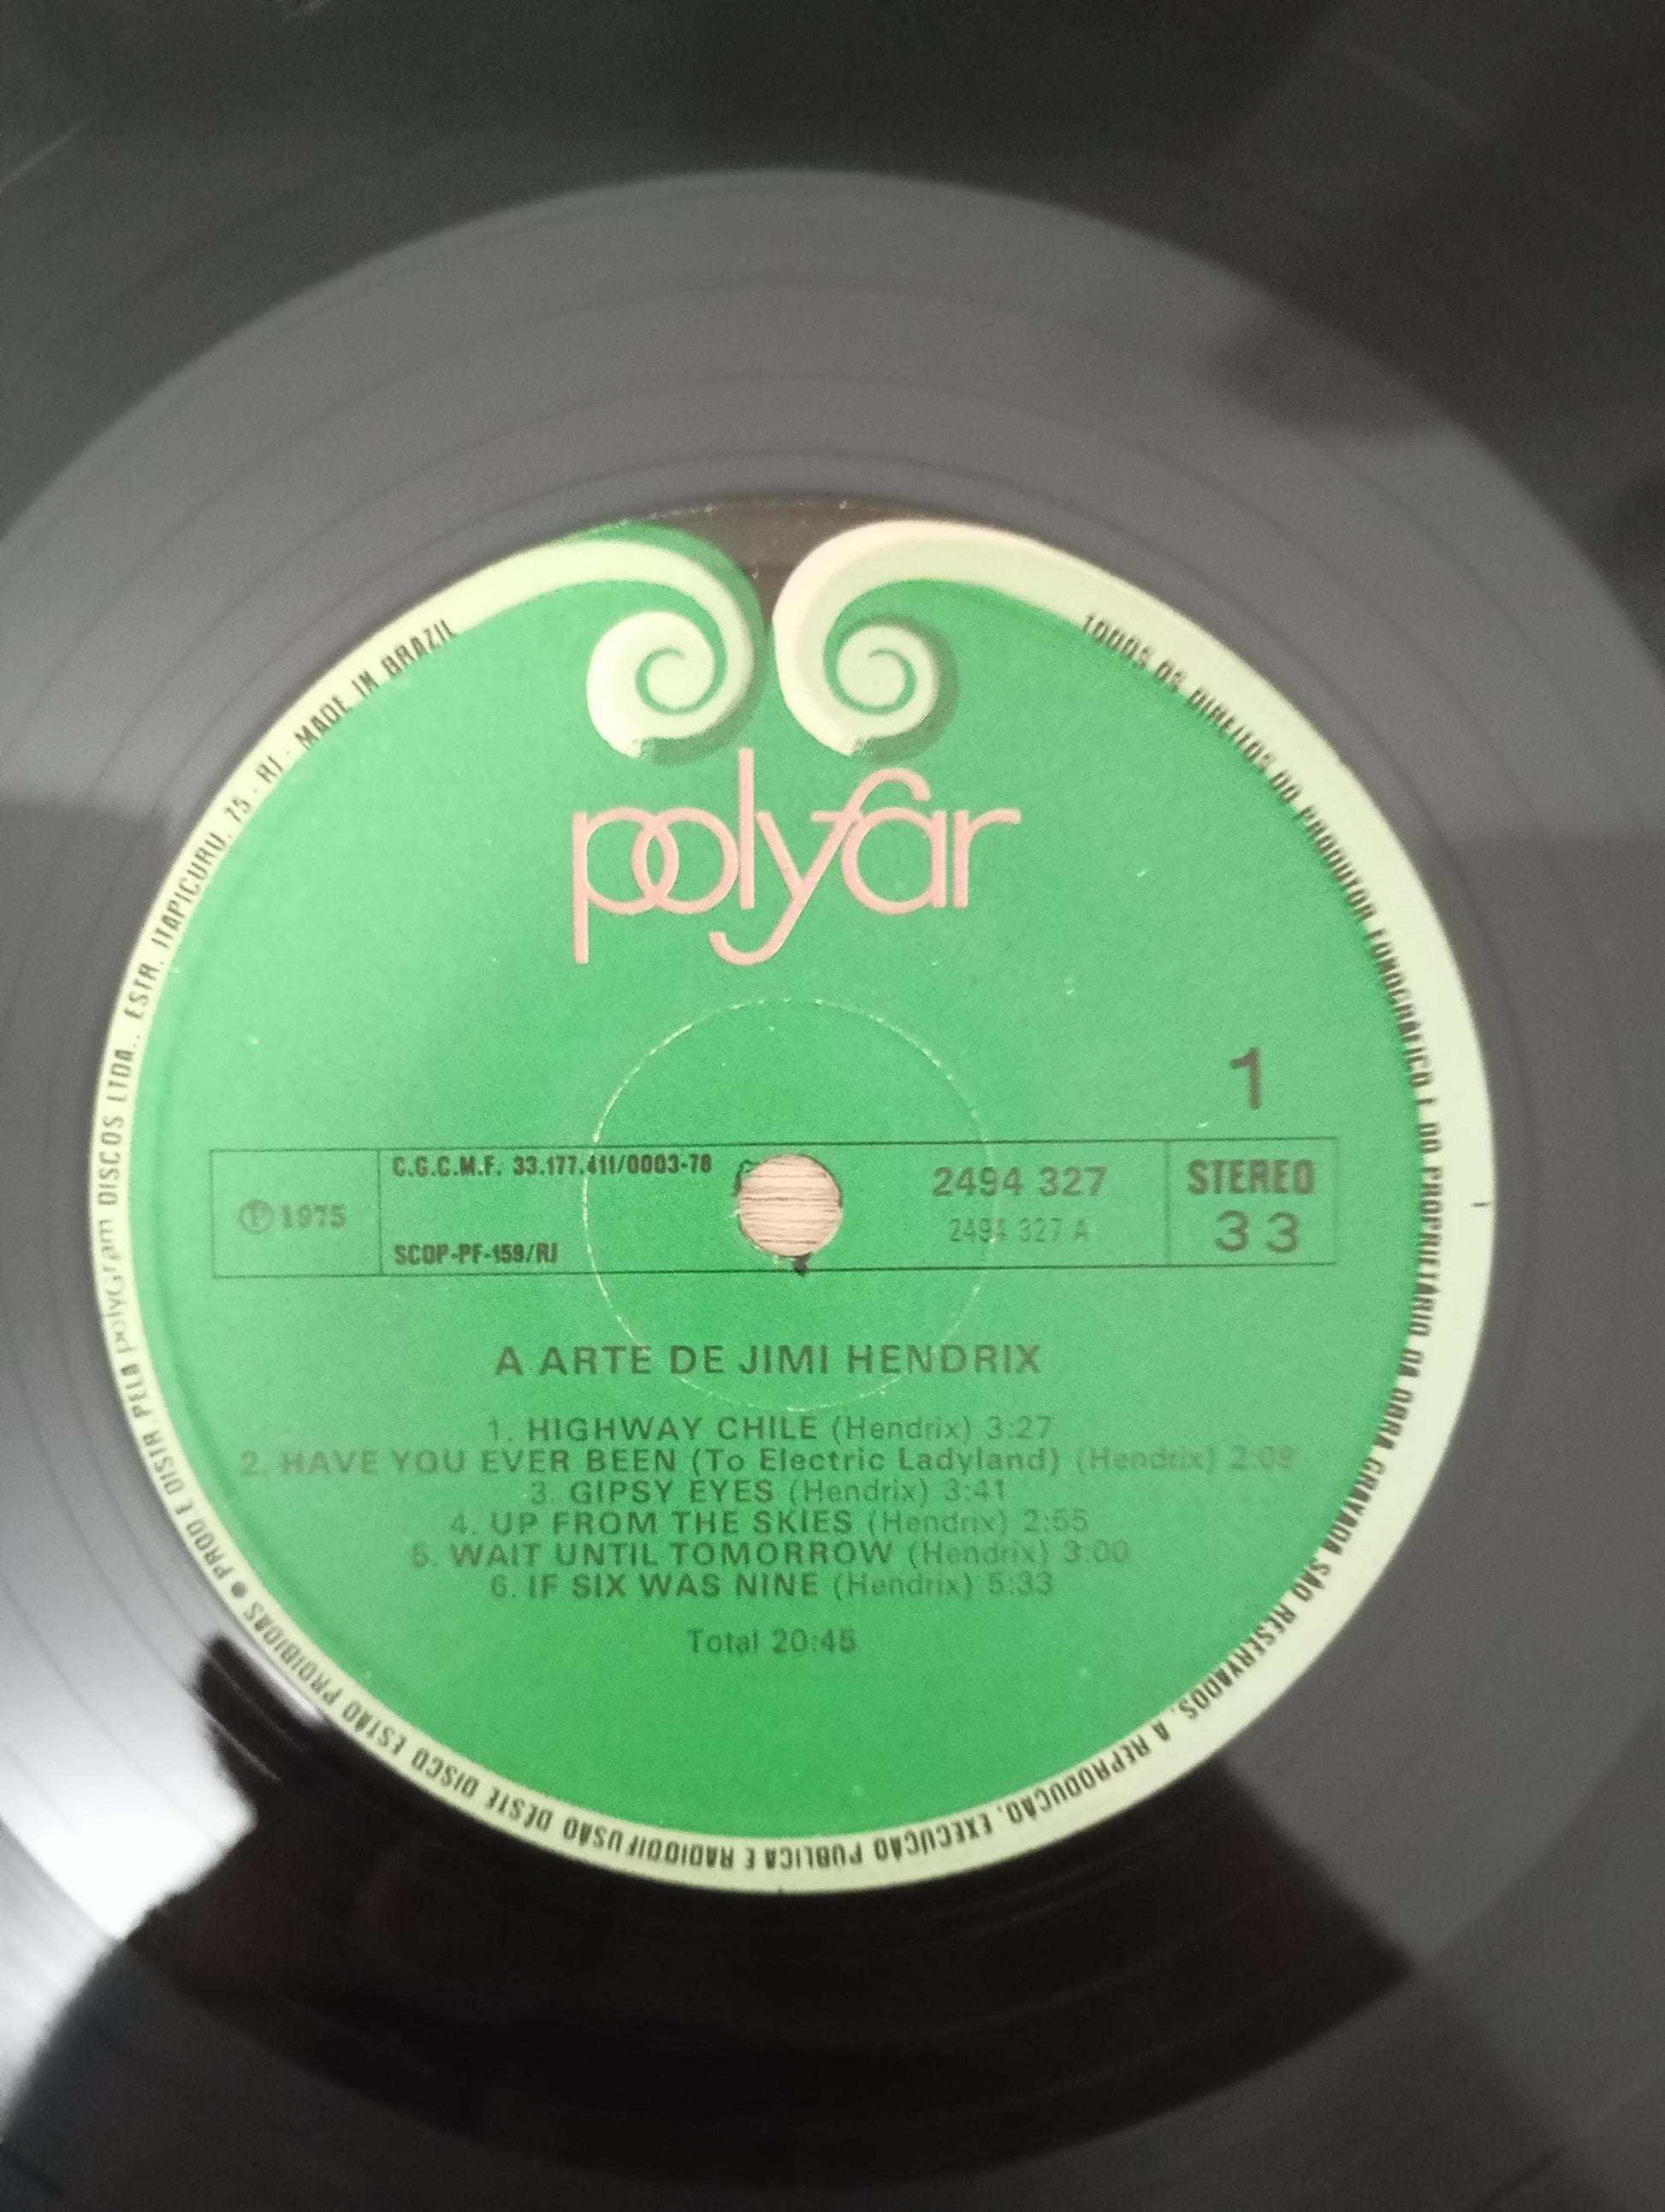 polyfar
1
℗ 1975
C.G.C.M.F. 33.177.411/0003-78
SCDP-PF-159/RJ
2494 327
2494 327 A
STEREO
33
A ARTE DE JIMI HENDRIX
1. HIGHWAY CHILE (Hendrix) 3:27
2. HAVE YOU EVER BEEN (To Electric Ladyland) (Hendrix) 2:09
3. GIPSY EYES (Hendrix) 3:41
4. UP FROM THE SKIES (Hendrix) 2:55
5. WAIT UNTIL TOMORROW (Hendrix) 3:00
6. IF SIX WAS NINE (Hendrix) 5:33
Total 20:45
TODOS OS DIREITOS DO PRODUTOR FONOGRÁFICO E DO PROPRIETÁRIO DA OBRA GRAVADA SÃO RESERVADOS. A REPRODUÇÃO, EXECUÇÃO PUBLICA E RADIODIFUSÃO DESTE DISCO ESTÃO PROIBIDAS ● PROD E DISTR. PELA polyGram DISCOS LTDA.. ESTR. ITAPICURU, 75 - RJ - MADE IN BRAZIL